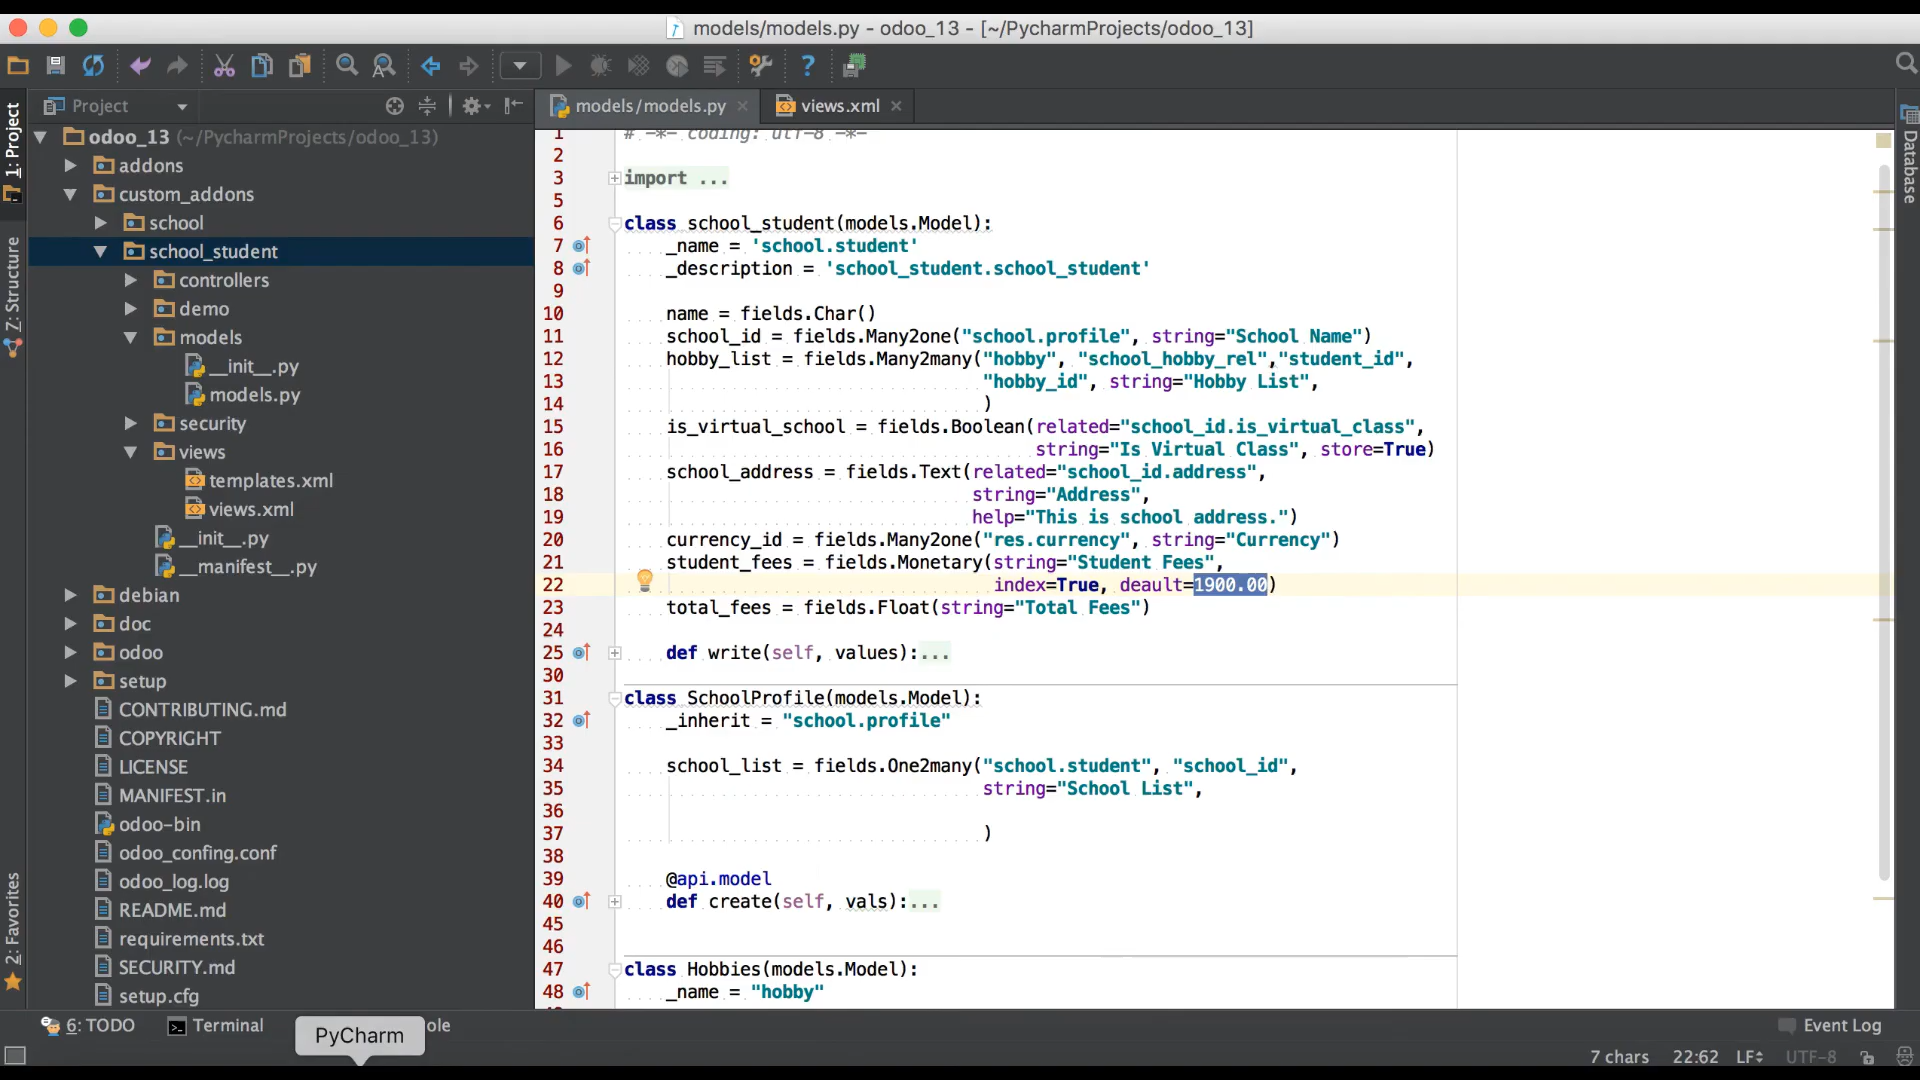 models/models.py - odoo_13 - [~/PycharmProjects/odoo_13]
Project
models/models.py
views.xml
1: Project
7: Structure
2: Favorites
Database
odoo_13 (~/PycharmProjects/odoo_13)
addons
custom_addons
school
school_student
controllers
demo
models
__init__.py
models.py
security
views
templates.xml
views.xml
__init__.py
__manifest__.py
debian
doc
odoo
setup
CONTRIBUTING.md
COPYRIGHT
LICENSE
MANIFEST.in
odoo-bin
odoo_confing.conf
odoo_log.log
README.md
requirements.txt
SECURITY.md
setup.cfg
1 # -*- coding: utf-8 -*-
2
3 import ...
5
6 class school_student(models.Model):
7 _name = 'school.student'
8 _description = 'school_student.school_student'
9
10 name = fields.Char()
11 school_id = fields.Many2one("school.profile", string="School Name")
12 hobby_list = fields.Many2many("hobby", "school_hobby_rel","student_id",
13 "hobby_id", string="Hobby List",
14 )
15 is_virtual_school = fields.Boolean(related="school_id.is_virtual_class",
16 string="Is Virtual Class", store=True)
17 school_address = fields.Text(related="school_id.address",
18 string="Address",
19 help="This is school address.")
20 currency_id = fields.Many2one("res.currency", string="Currency")
21 student_fees = fields.Monetary(string="Student Fees",
22 index=True, deault=1900.00)
23 total_fees = fields.Float(string="Total Fees")
24
25 def write(self, values):...
30
31 class SchoolProfile(models.Model):
32 _inherit = "school.profile"
33
34 school_list = fields.One2many("school.student", "school_id",
35 string="School List",
36
37 )
38
39 @api.model
40 def create(self, vals):...
45
46
47 class Hobbies(models.Model):
48 _name = "hobby"
6: TODO
Terminal
PyCharm
ole
Event Log
7 chars
22:62
LF
UTF-8